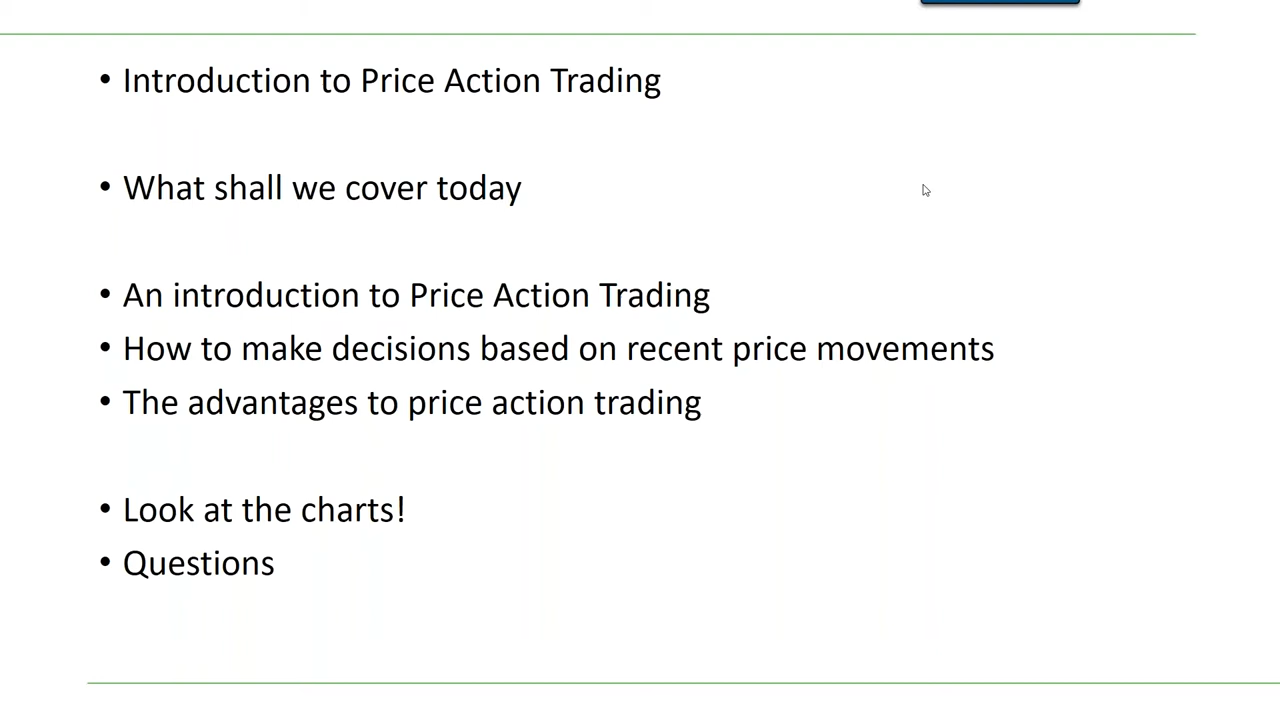 • Introduction to Price Action Trading
• What shall we cover today
• An introduction to Price Action Trading
• How to make decisions based on recent price movements
• The advantages to price action trading
• Look at the charts!
• Questions